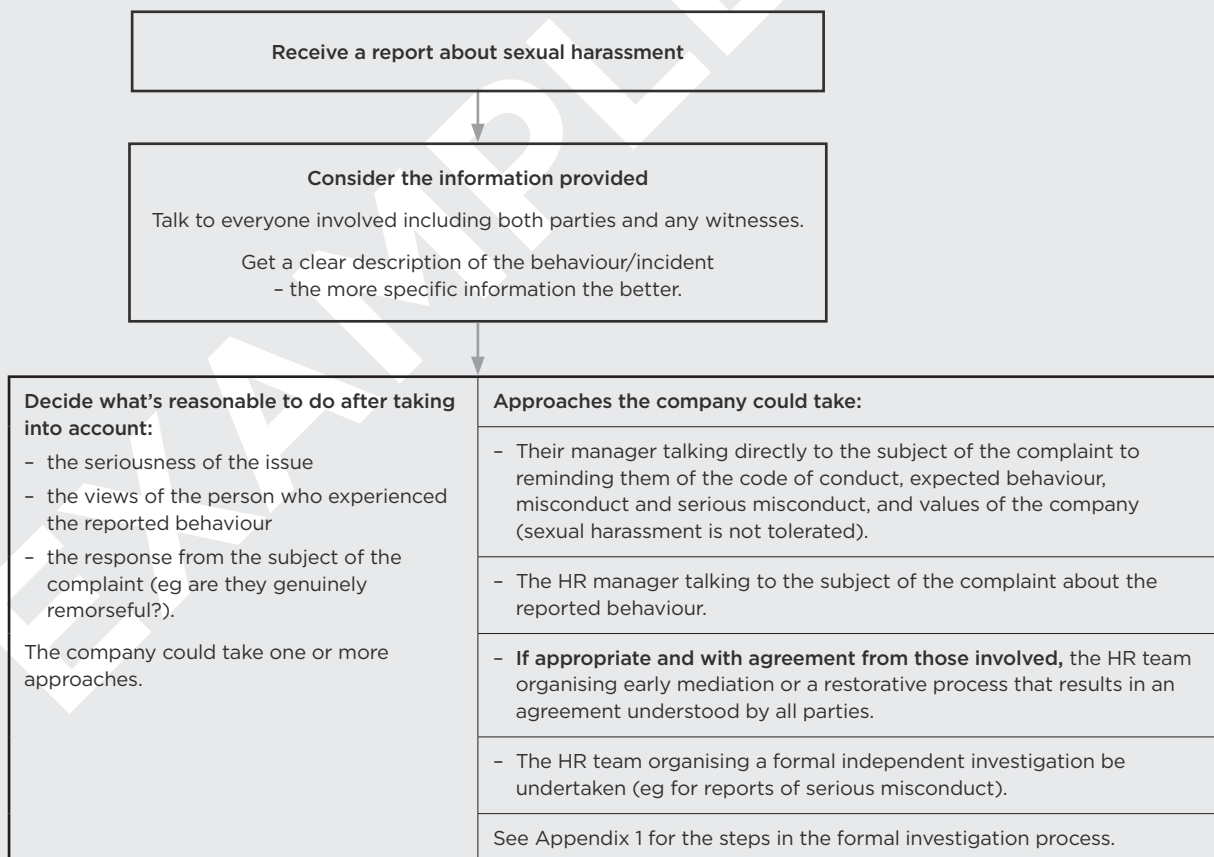 Receive a report about sexual harassment
Consider the information provided
Talk to everyone involved including both parties and any witnesses.
Get a clear description of the behaviour/incident
– the more specific information the better.
Decide what's reasonable to do after taking
into account:
– the seriousness of the issue
– the views of the person who experienced
the reported behaviour
– the response from the subject of the
complaint (eg are they genuinely
remorseful?).
The company could take one or more
approaches.
Approaches the company could take:
– Their manager talking directly to the subject of the complaint to
reminding them of the code of conduct, expected behaviour,
misconduct and serious misconduct, and values of the company
(sexual harassment is not tolerated).
– The HR manager talking to the subject of the complaint about the
reported behaviour.
– If appropriate and with agreement from those involved, the HR team
organising early mediation or a restorative process that results in an
agreement understood by all parties.
– The HR team organising a formal independent investigation be
undertaken (eg for reports of serious misconduct).
See Appendix 1 for the steps in the formal investigation process.
EXAMPLE